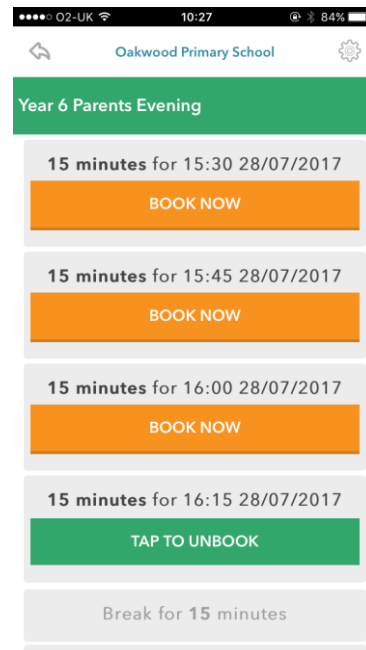 O2-UK 10:27 84%
Oakwood Primary School
Year 6 Parents Evening
15 minutes for 15:30 28/07/2017
BOOK NOW
15 minutes for 15:45 28/07/2017
BOOK NOW
15 minutes for 16:00 28/07/2017
BOOK NOW
15 minutes for 16:15 28/07/2017
TAP TO UNBOOK
Break for 15 minutes